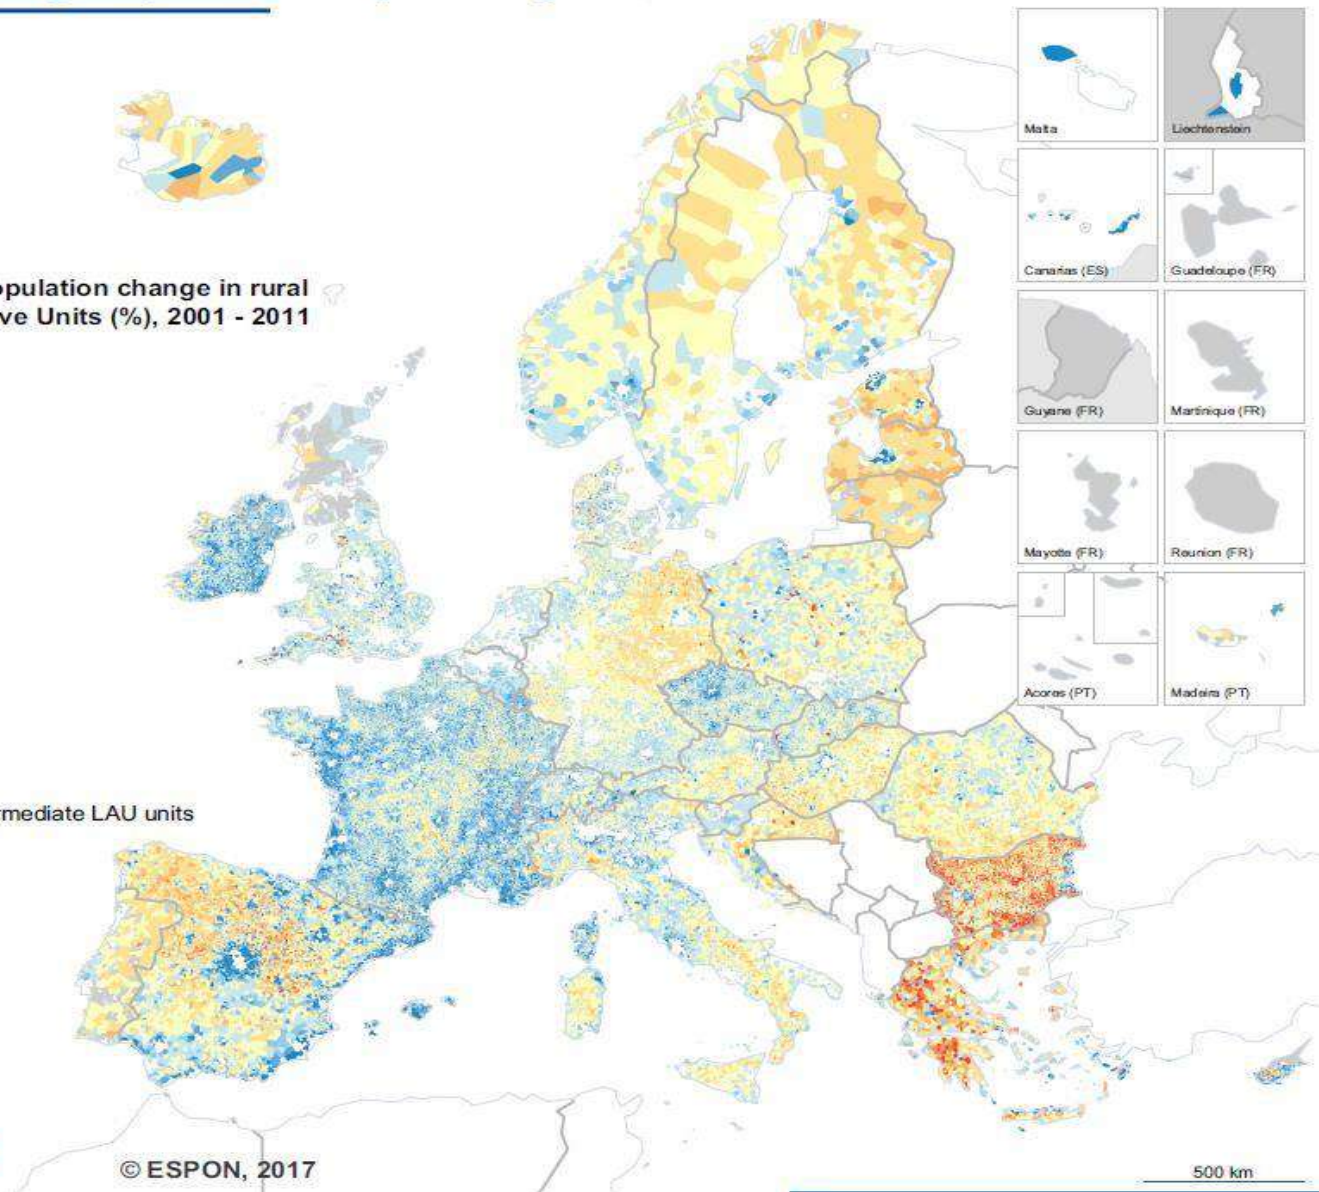 opulation change in rural
ve Units (%), 2001 - 2011
rmediate LAU units
Malta
Liechtenstein
Canarias (ES)
Guadeloupe (FR)
Guyane (FR)
Martinique (FR)
Mayotte (FR)
Reunion (FR)
Acores (PT)
Madeira (PT)
© ESPON, 2017
500 km